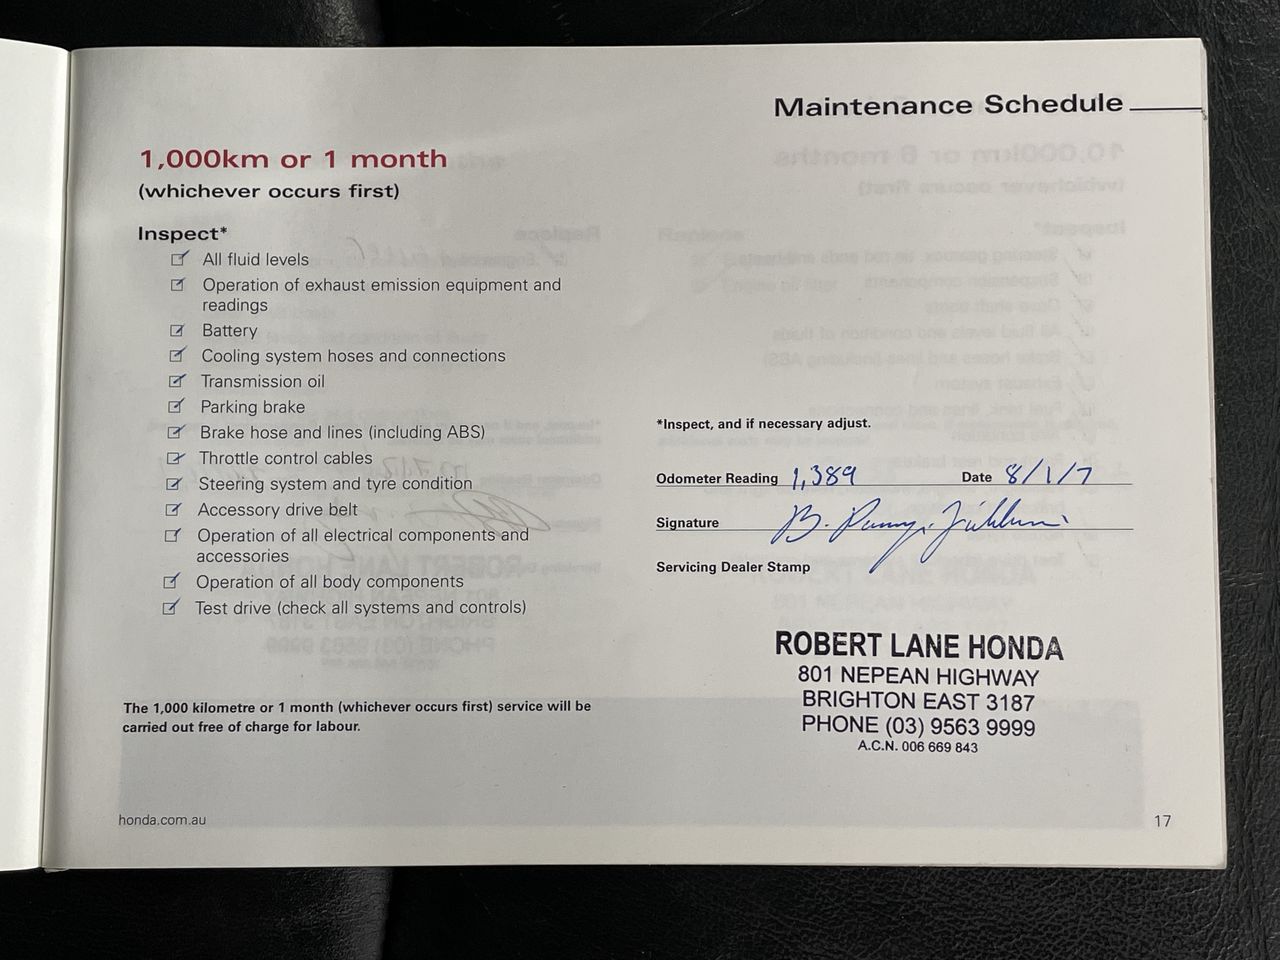 Maintenance Schedule
1,000km or 1 month
(whichever occurs first)
Inspect*
All fluid levels
Operation of exhaust emission equipment and
readings
Battery
Cooling system hoses and connections
Transmission oil
Parking brake
Brake hose and lines (including ABS)
Throttle control cables
Steering system and tyre condition
Accessory drive belt
Operation of all electrical components and
accessories
Operation of all body components
Test drive (check all systems and controls)
The 1,000 kilometre or 1 month (whichever occurs first) service will be
carried out free of charge for labour.
*Inspect, and if necessary adjust.
Odometer Reading 1,389 Date 8/1/7
Signature B.
Servicing Dealer Stamp
ROBERT LANE HONDA
801 NEPEAN HIGHWAY
BRIGHTON EAST 3187
PHONE (03) 9563 9999
A.C.N. 006 669 843
honda.com.au
17